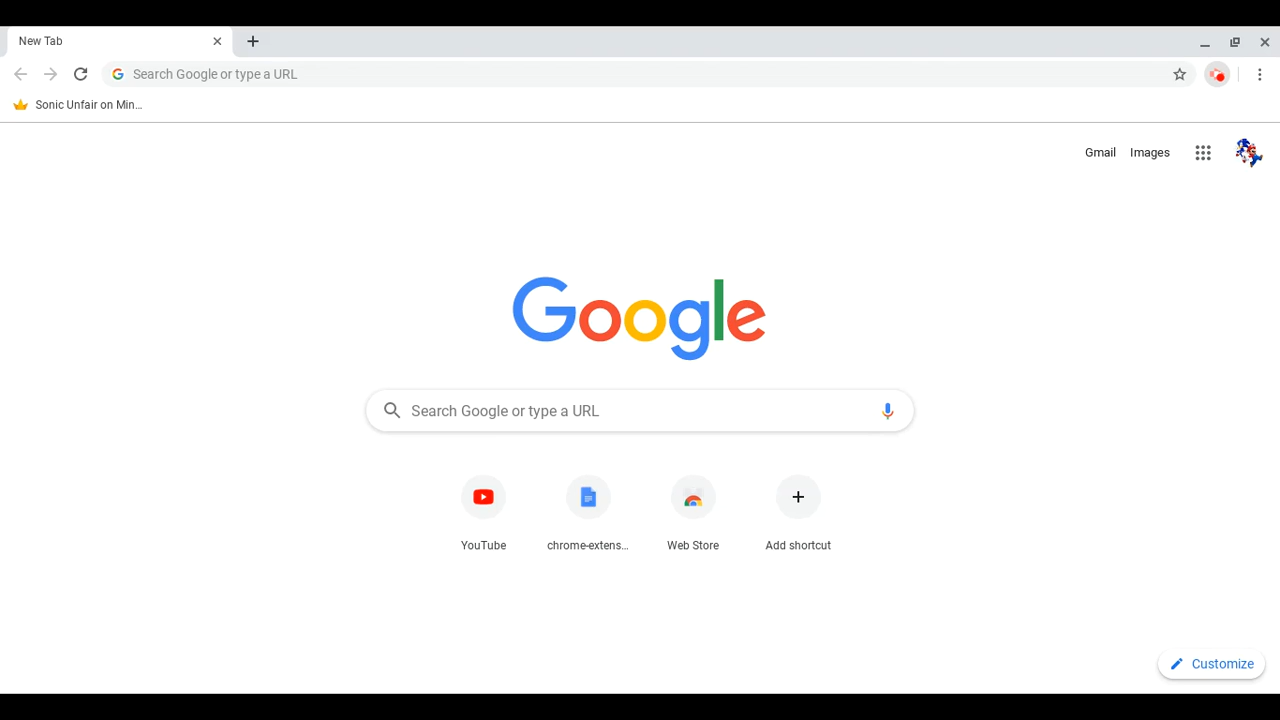 New Tab
Search Google or type a URL
Sonic Unfair on Min...
Gmail Images
Google
Search Google or type a URL
YouTube chrome-extens... Web Store Add shortcut
Customize